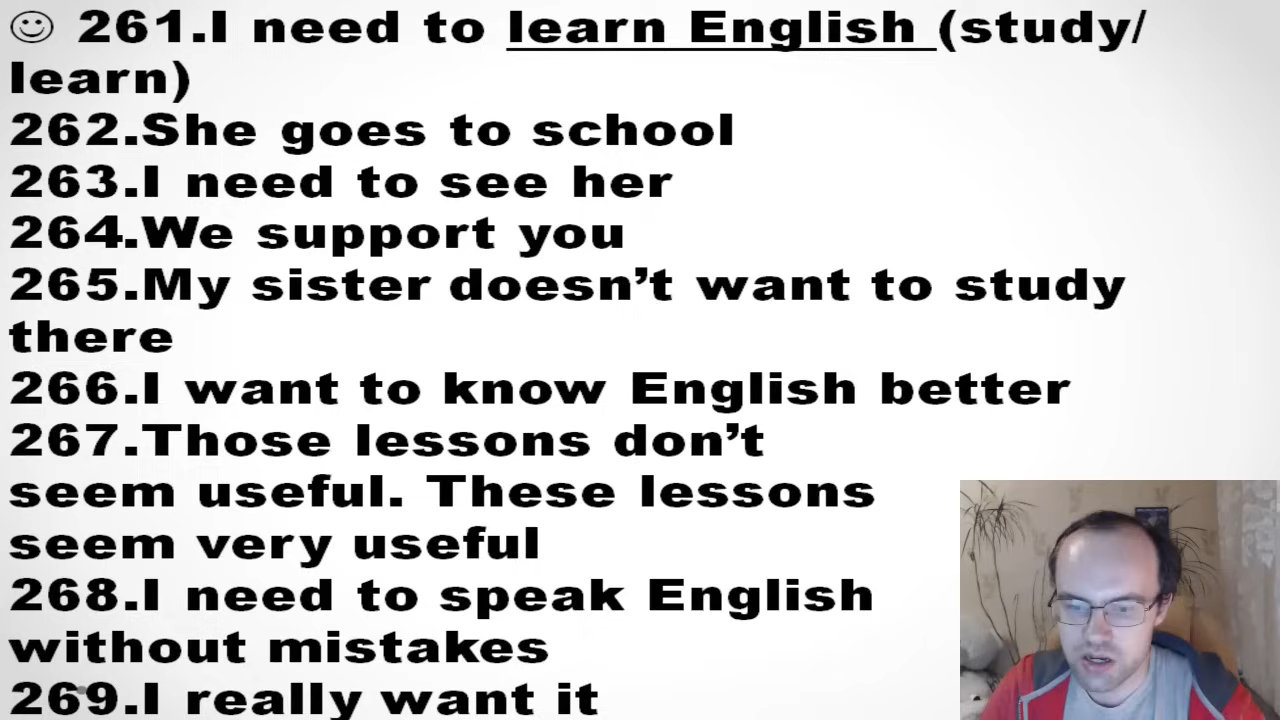 ☺ 261.I need to learn English (study/
learn)
262.She goes to school
263.I need to see her
264.We support you
265.My sister doesn’t want to study
there
266.I want to know English better
267.Those lessons don’t
seem useful. These lessons
seem very useful
268.I need to speak English
without mistakes
269.I really want it